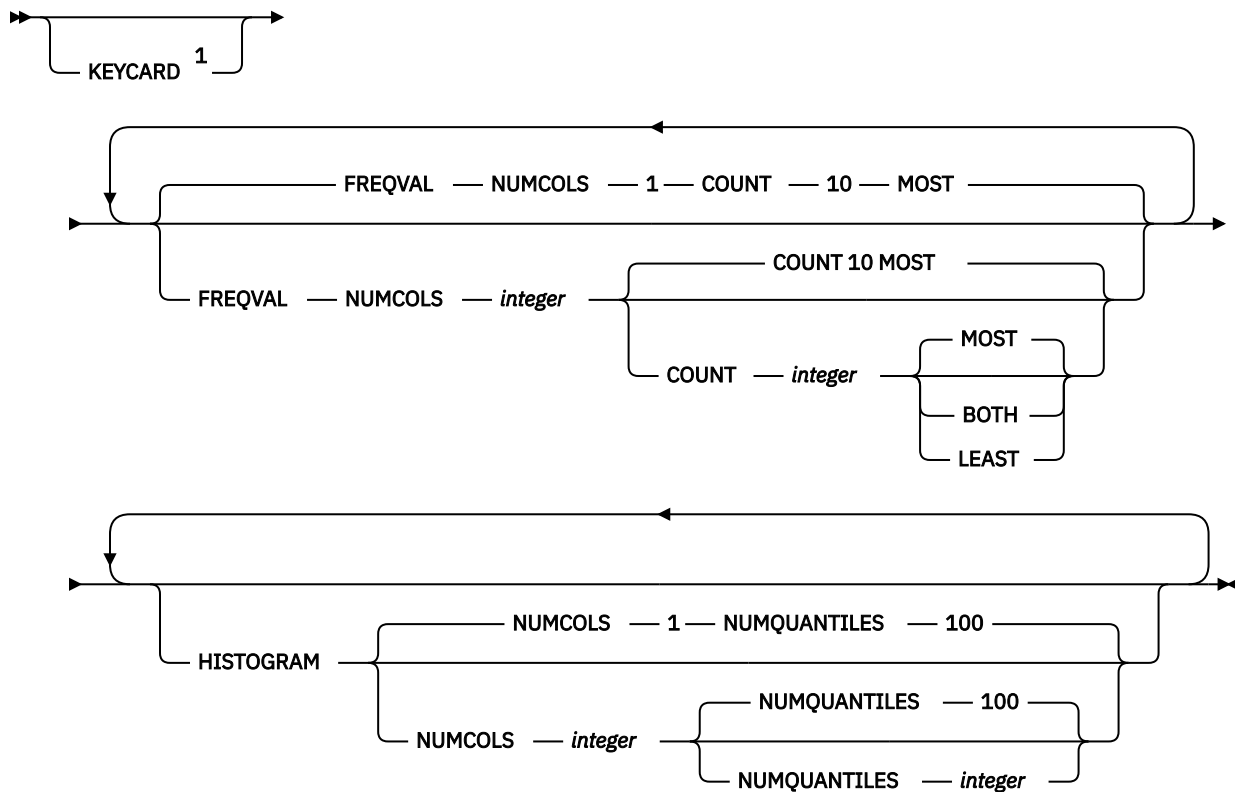 KEYCARD 1
FREQVAL NUMCOLS 1 COUNT 10 MOST
COUNT 10 MOST
FREQVAL NUMCOLS integer
MOST
COUNT integer
BOTH
LEAST
NUMCOLS 1 NUMQUANTILES 100
HISTOGRAM
NUMQUANTILES 100
NUMCOLS integer
NUMQUANTILES integer